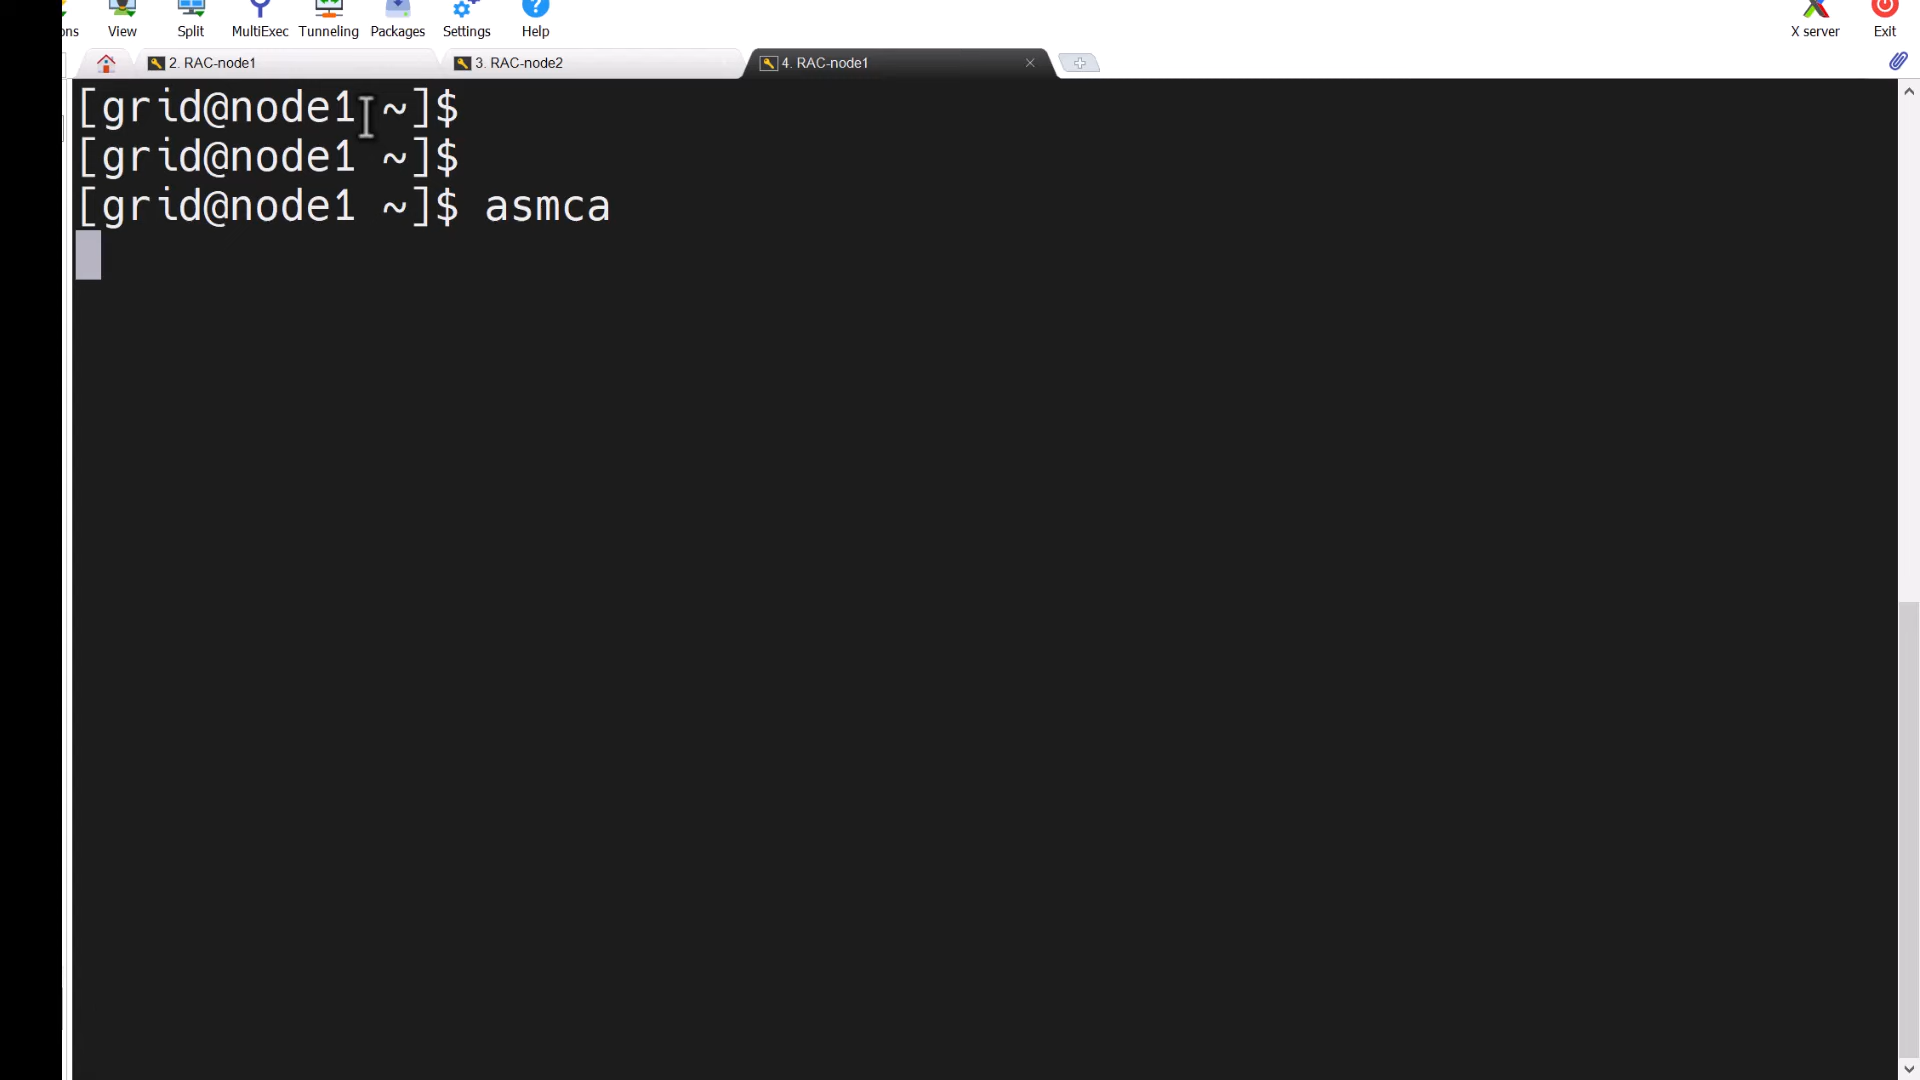 ons View Split MultiExec Tunneling Packages Settings Help X server Exit
2. RAC-node1 3. RAC-node2 4. RAC-node1
[grid@node1 ~]$
[grid@node1 ~]$
[grid@node1 ~]$ asmca